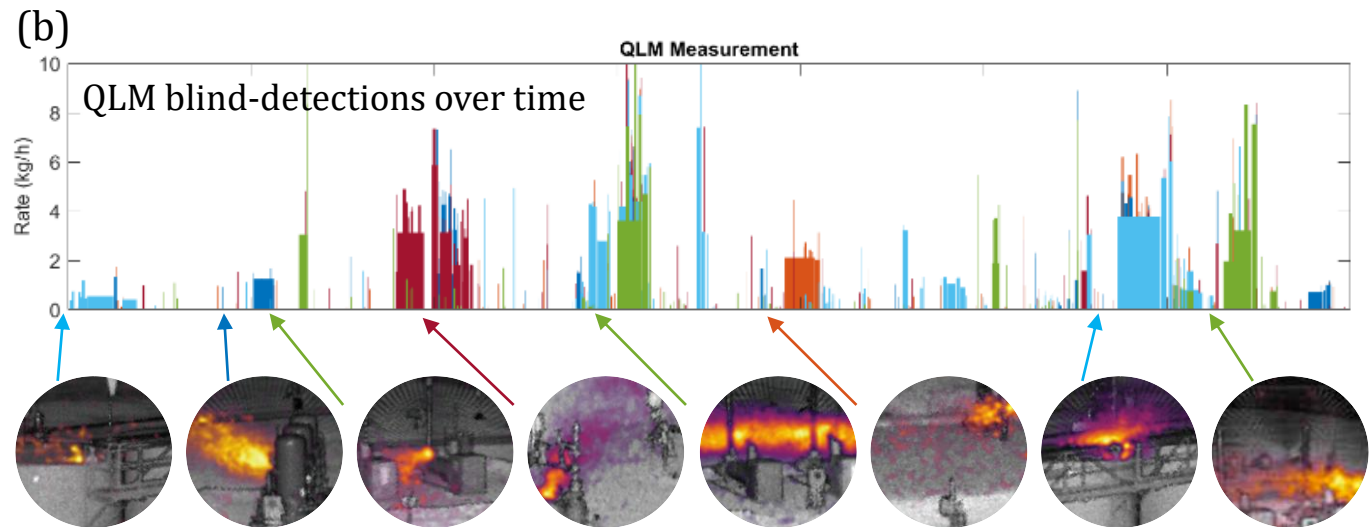 (b)
QLM Measurement
QLM blind-detections over time
Rate (kg/h)
10
8
6
4
2
0